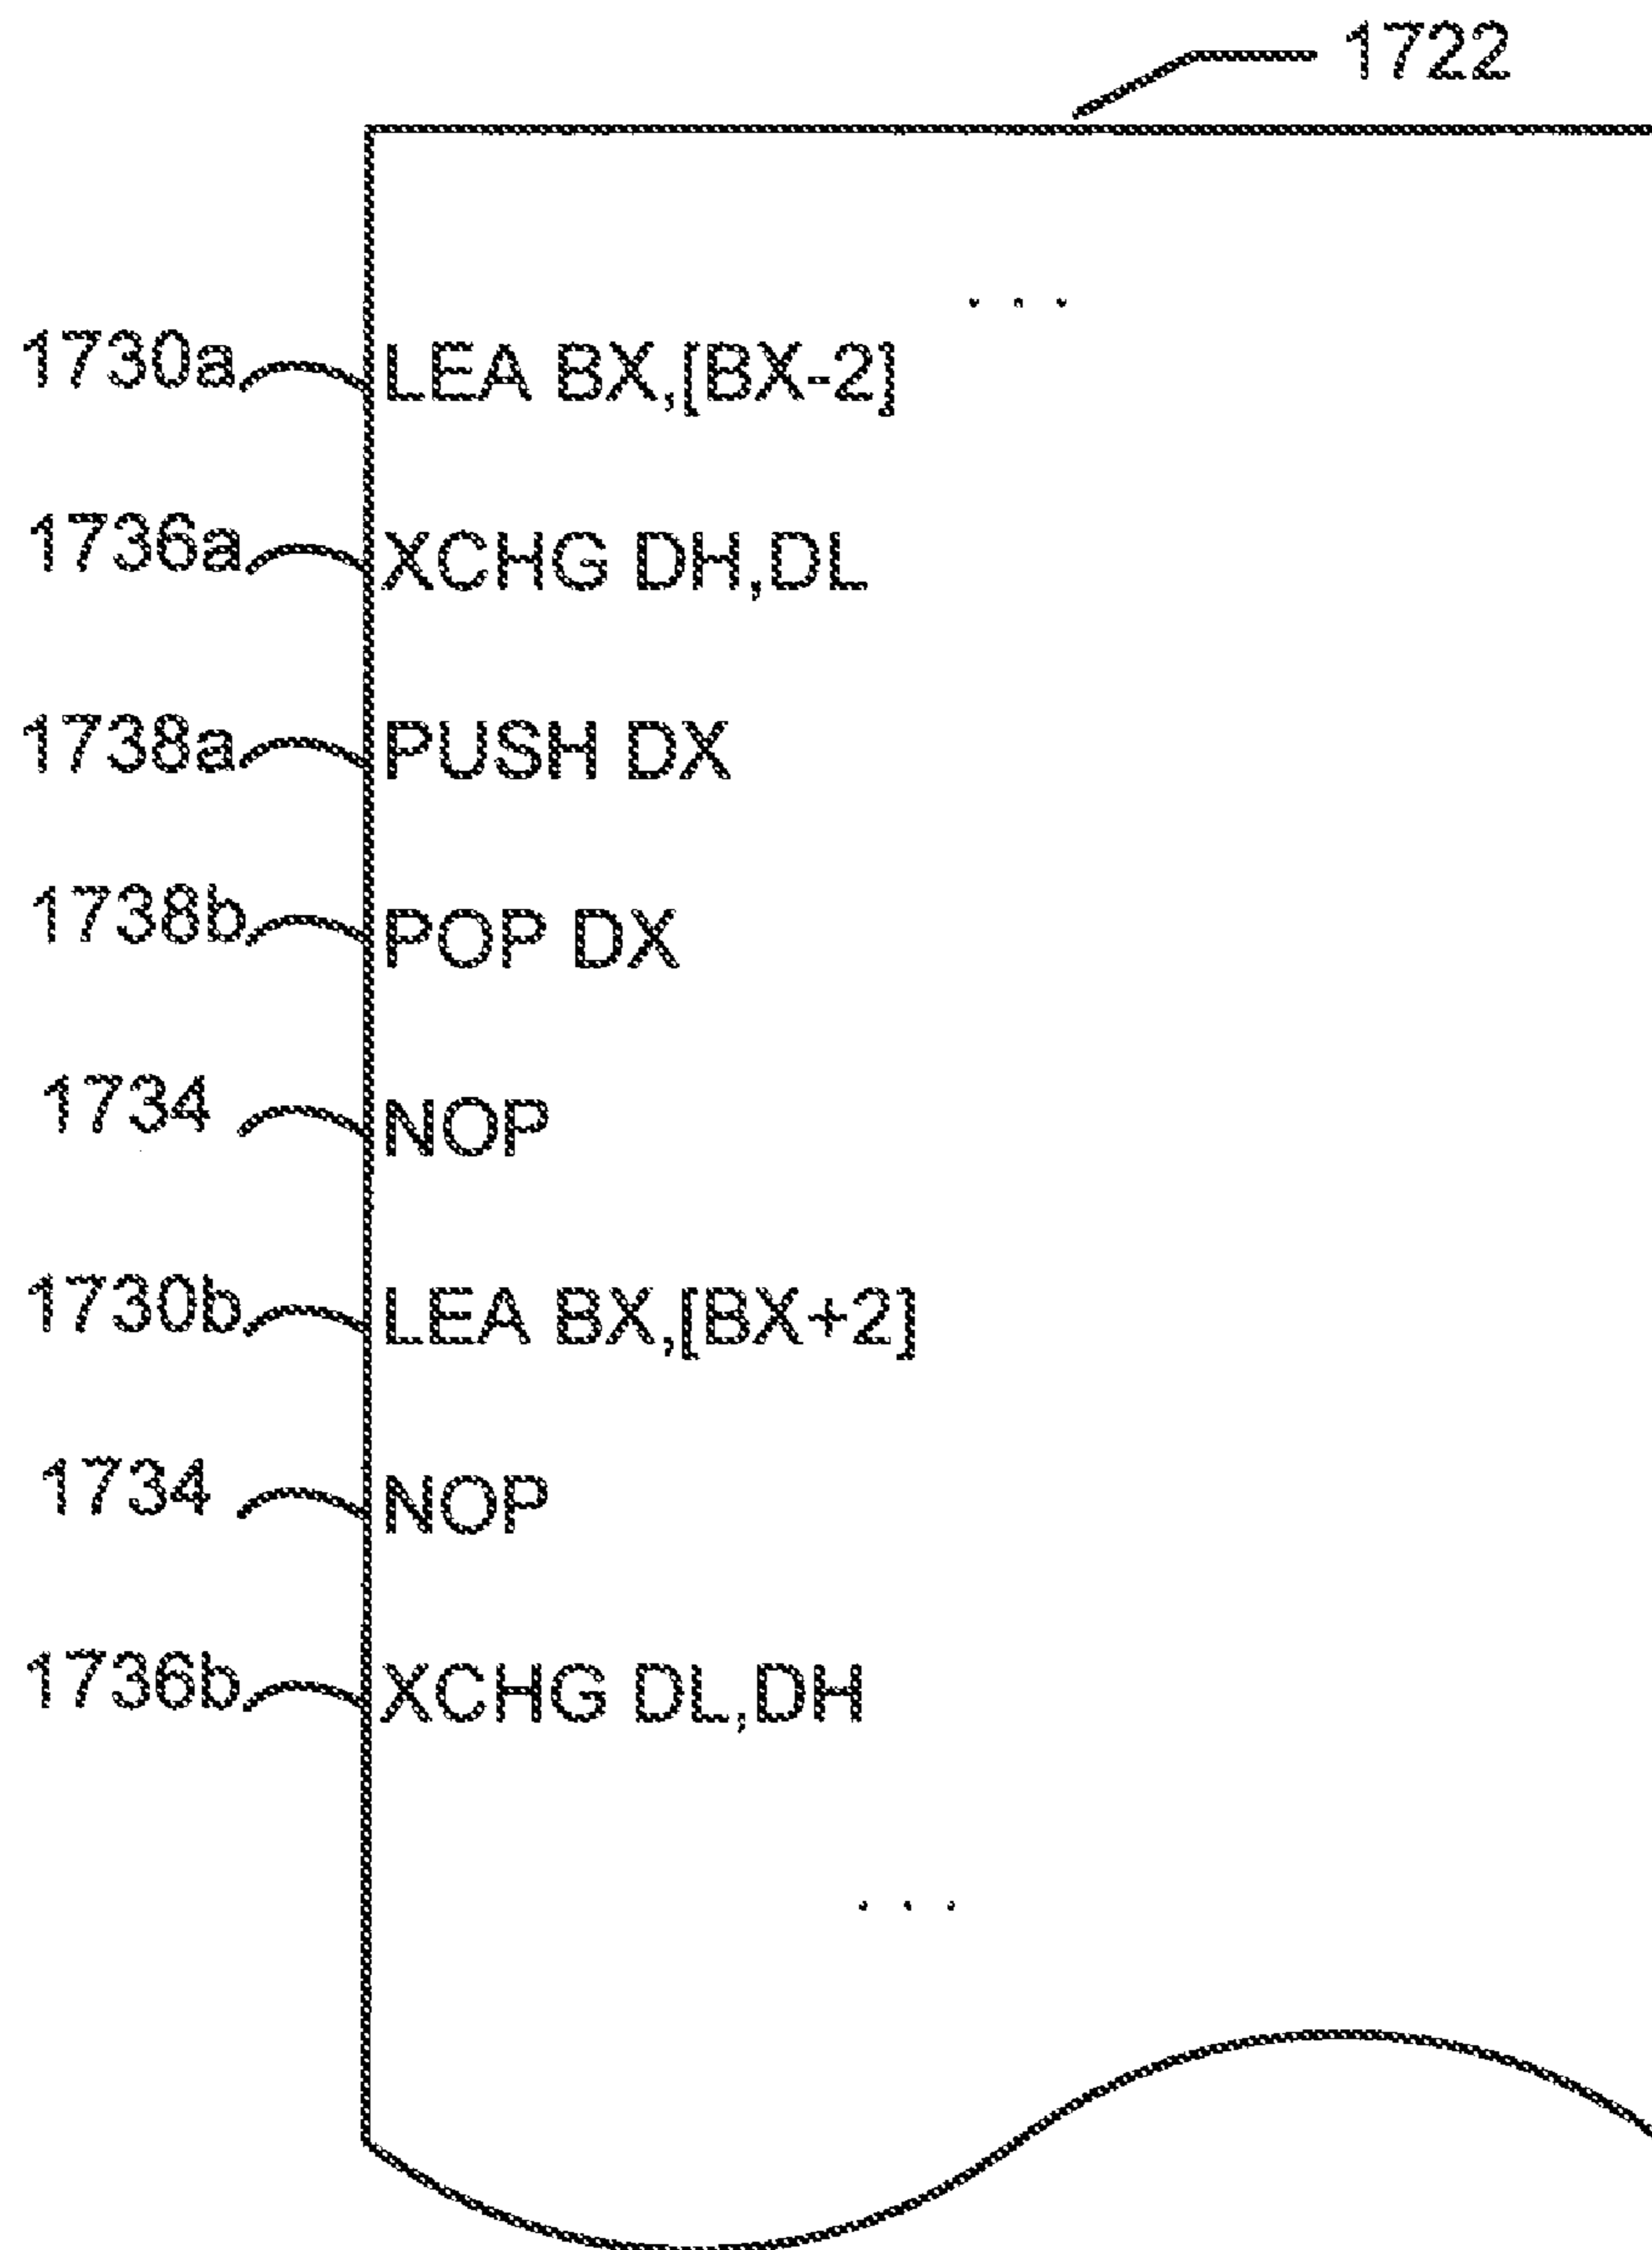 1722
. . .
1730a LEA BX,[BX-2]
1736a XCHG DH,DL
1738a PUSH DX
1738b POP DX
1734 NOP
1730b LEA BX,[BX+2]
1734 NOP
1736b XCHG DL,DH
. . .